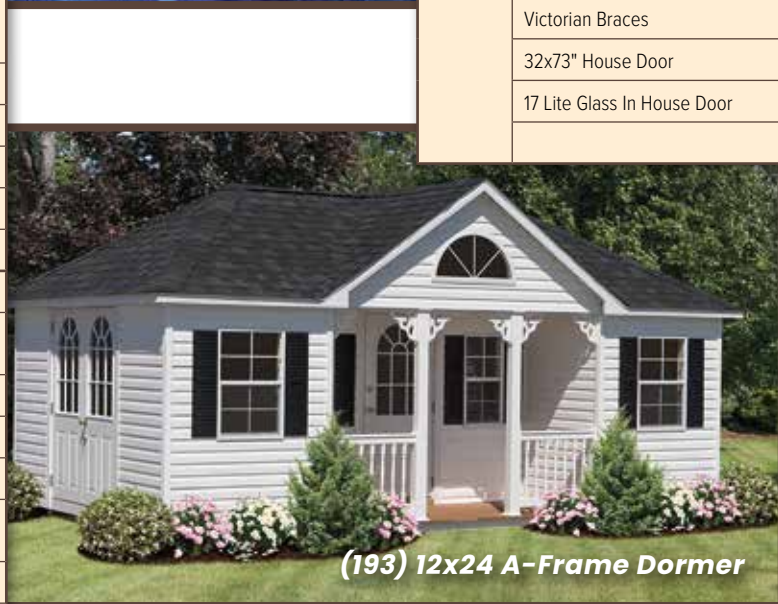 Victorian Braces
32x73" House Door
17 Lite Glass In House Door
(193) 12x24 A-Frame Dormer